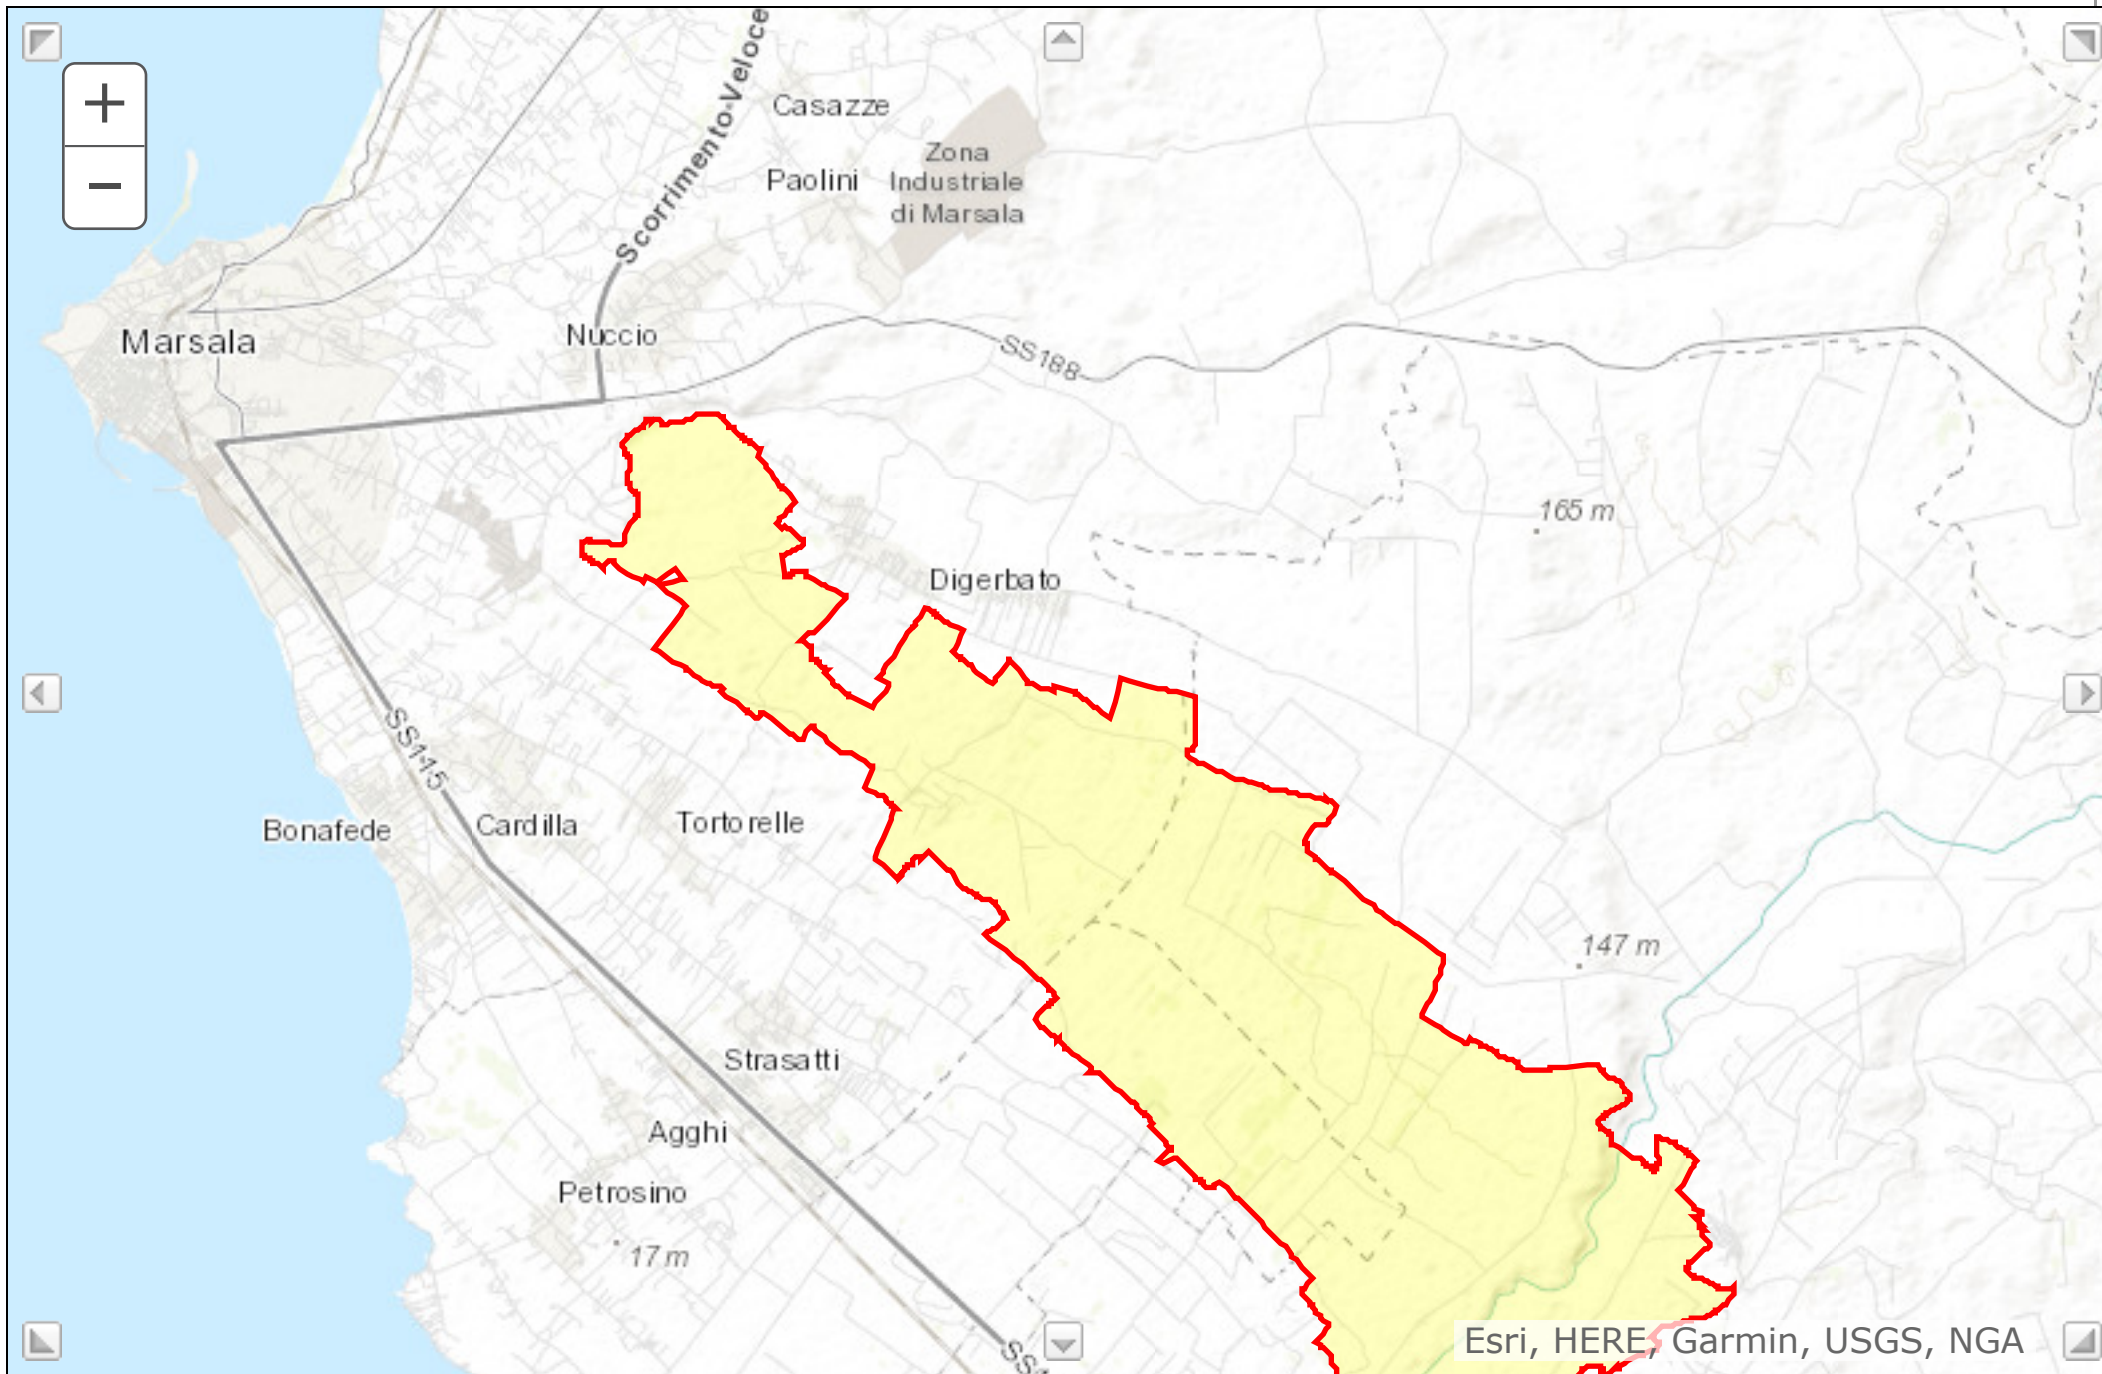 +
−
Scorrimento-Veloce
Casazze
Paolini
Zona
Industriale
di Marsala
Marsala
Nuccio
SS188
165 m
Digerbato
SS115
Bonafede
Cardilla
Tortorelle
147 m
Strasatti
Agghi
Petrosino
17 m
Esri, HERE, Garmin, USGS, NGA